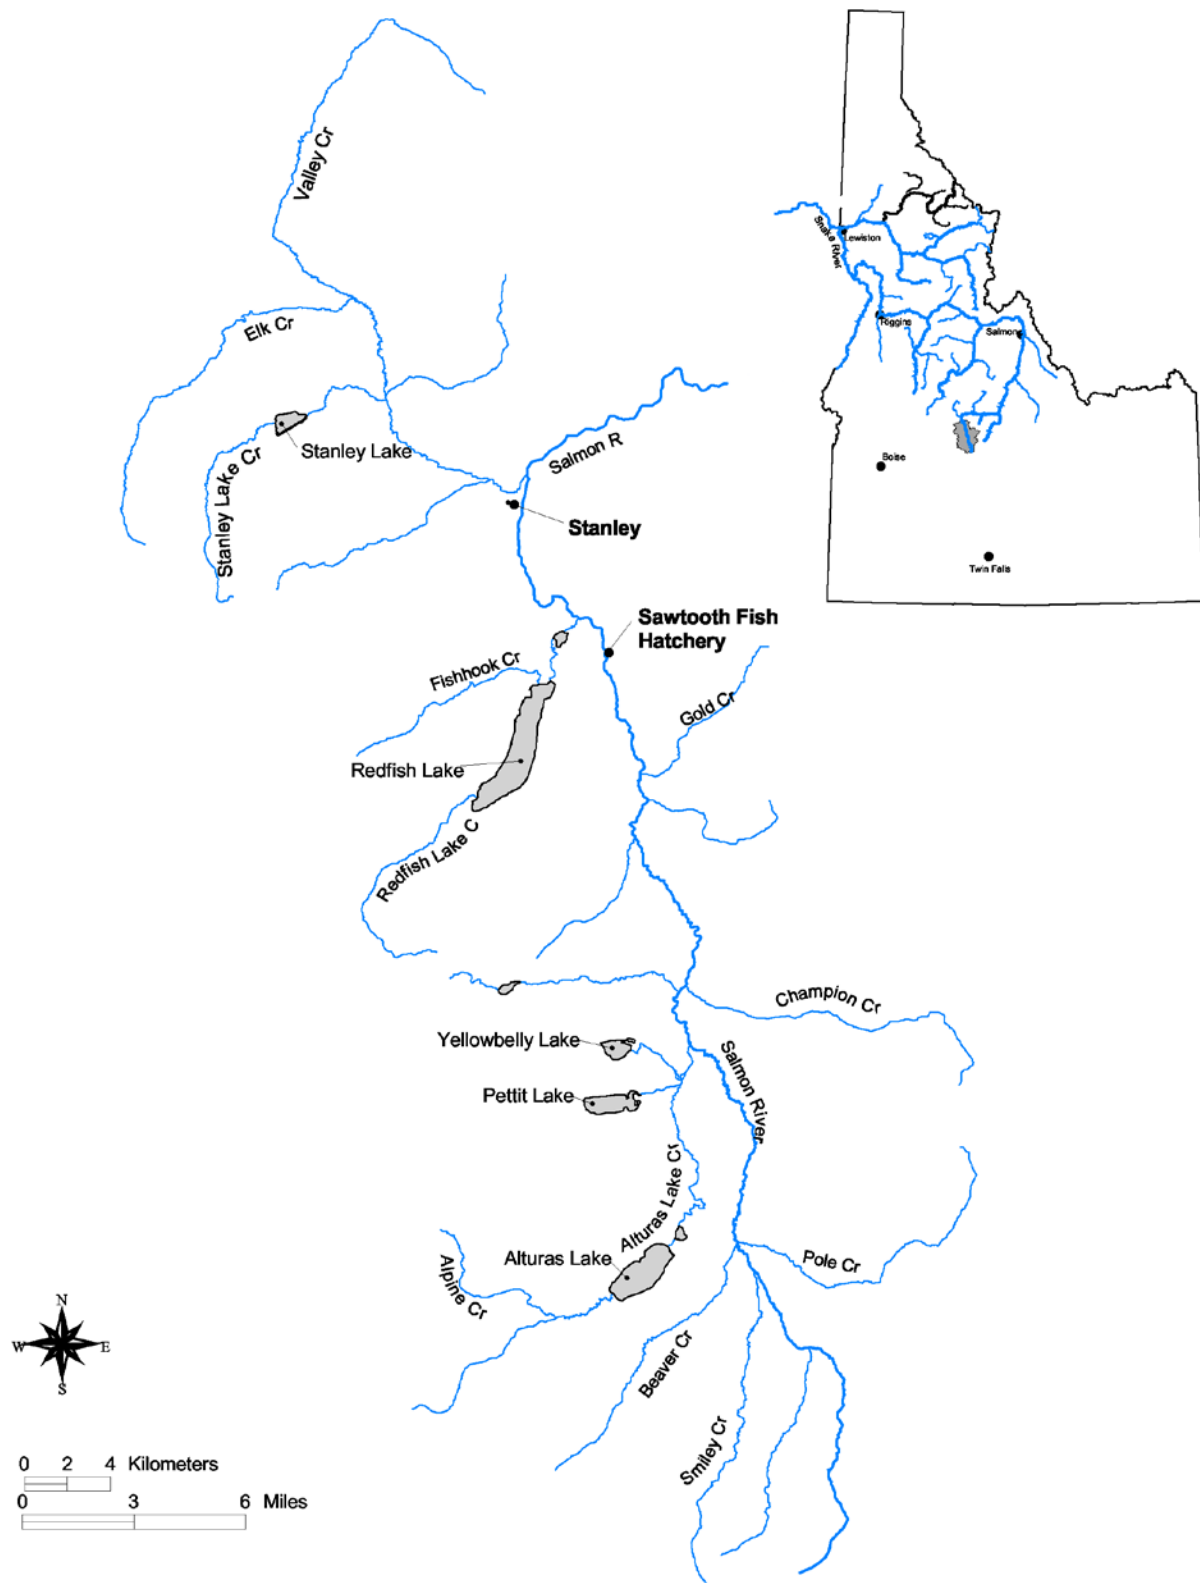 Valley Cr
Elk Cr
Stanley Lake
Stanley Lake Cr
Salmon R
Stanley
Sawtooth Fish
Hatchery
Fishhook Cr
Gold Cr
Redfish Lake
Redfish Lake C
Champion Cr
Yellowbelly Lake
Salmon River
Pettit Lake
Alturas Lake Cr
Alturas Lake
Alpine Cr
Pole Cr
Beaver Cr
Smiley Cr
Snake River
Lewiston
Riggins
Salmon
Boise
Twin Falls
N
W E
S
0 2 4 Kilometers
0 3 6 Miles